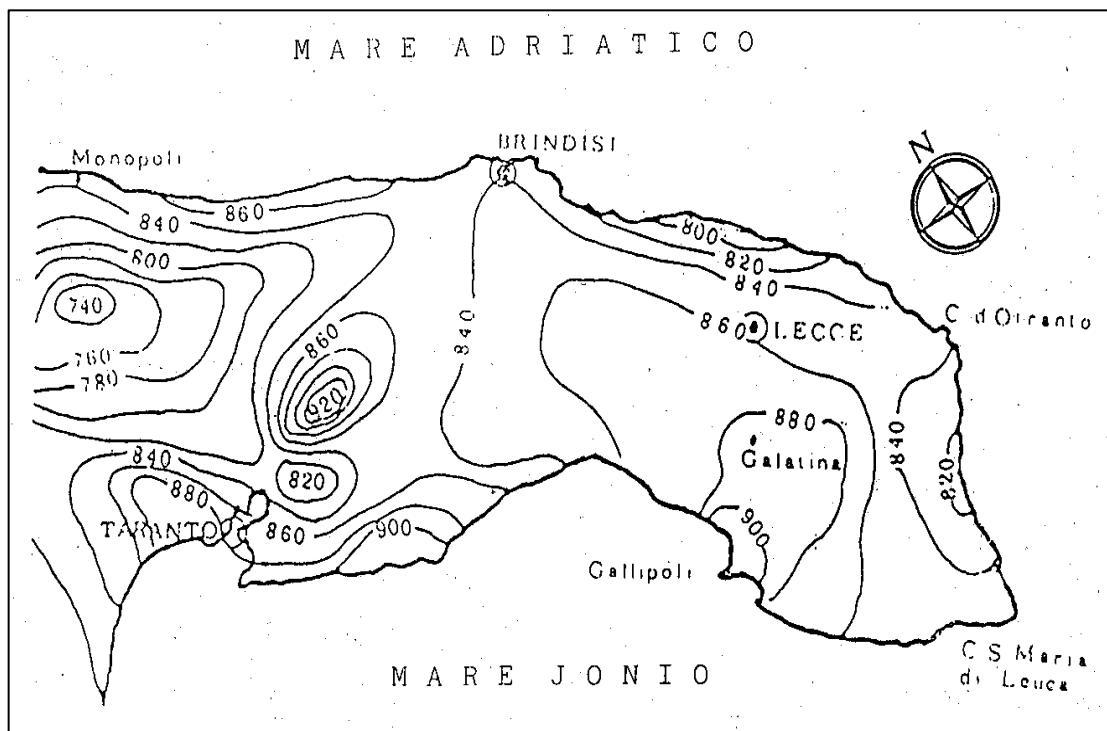 MARE ADRIATICO
BRINDISI
Monopoli
N
860
840
800
800
820
740
840
860
LECCE
C. d'Otranto
860
840
760
780
920
880
840
Galatina
840
820
820
880
TARANTO
860
900
900
Gallipoli
C. S. Maria
di Leuca
MARE JONIO